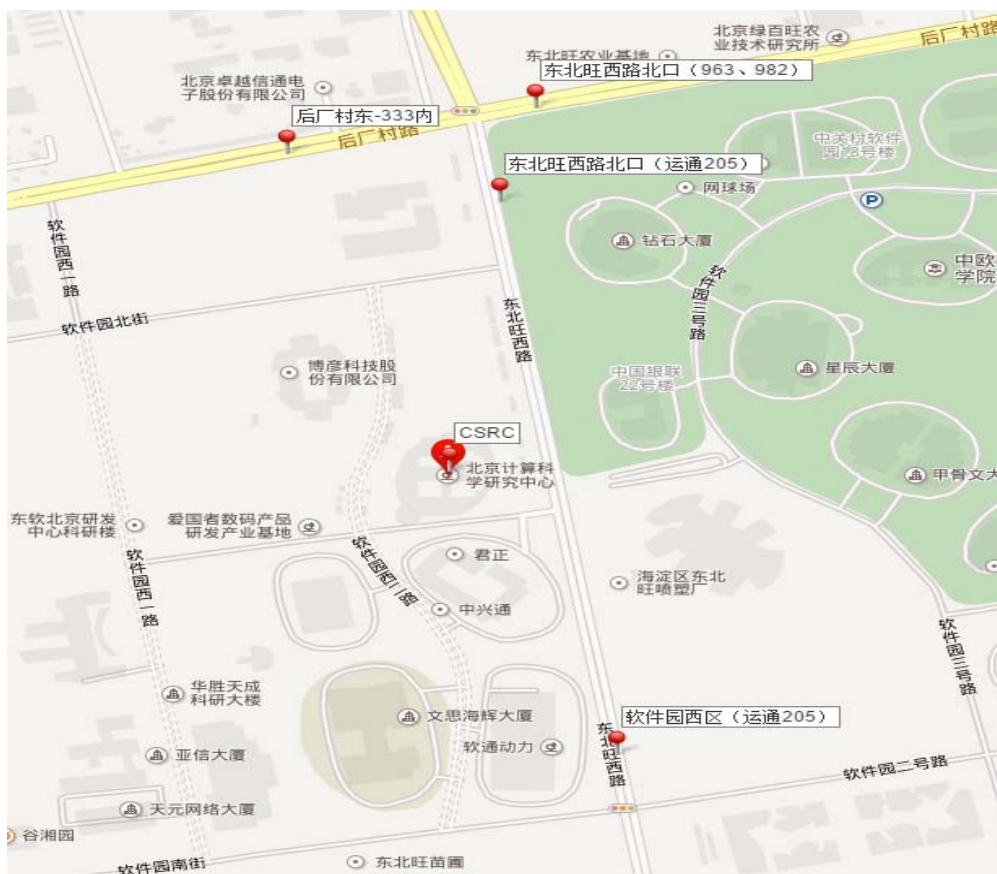 北京绿百旺农
业技术研究所
后厂村路
东北旺农业基地
东北旺西路北口（963、982）
北京卓越信通电
子股份有限公司
后厂村东-333内
后厂村路
中关村软件
园.8号楼
东北旺西路北口（运通205）
网球场
P
软件园西一路
钻石大厦
中欧
学院
软件园三号路
软件园北街
东北旺西路
博彦科技股
份有限公司
中国银联
22号楼
星辰大厦
CSRC
北京计算科
学研究中心
甲骨文大
东软北京研发
中心科研楼
爱国者数码产品
研发产业基地
软件园西二路
君正
软件园西一路
海淀区东北
旺喷塑厂
中兴通
软件园三号路
华胜天成
科研大楼
文思海辉大厦
软件园西区（运通205）
东北旺西路
软通动力
亚信大厦
软件园二号路
天元网络大厦
谷湘园
软件园南街
东北旺苗圃